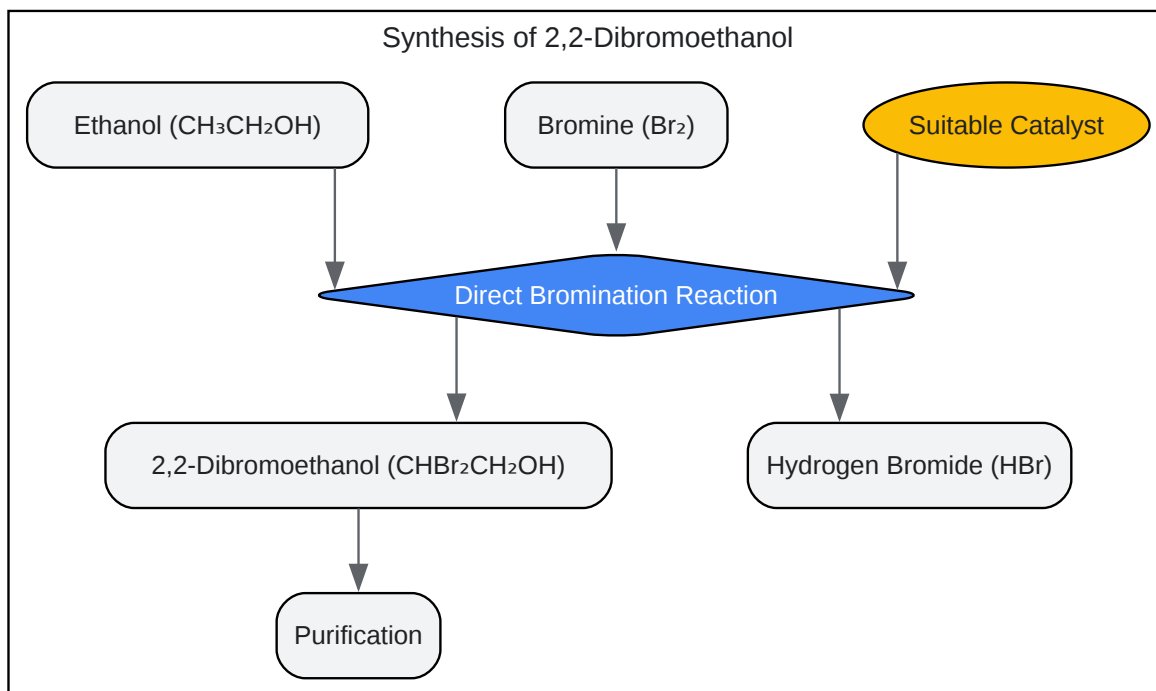 Synthesis of 2,2-Dibromoethanol
Ethanol (CH₃CH₂OH)
Bromine (Br₂)
Suitable Catalyst
Direct Bromination Reaction
2,2-Dibromoethanol (CHBr₂CH₂OH)
Hydrogen Bromide (HBr)
Purification